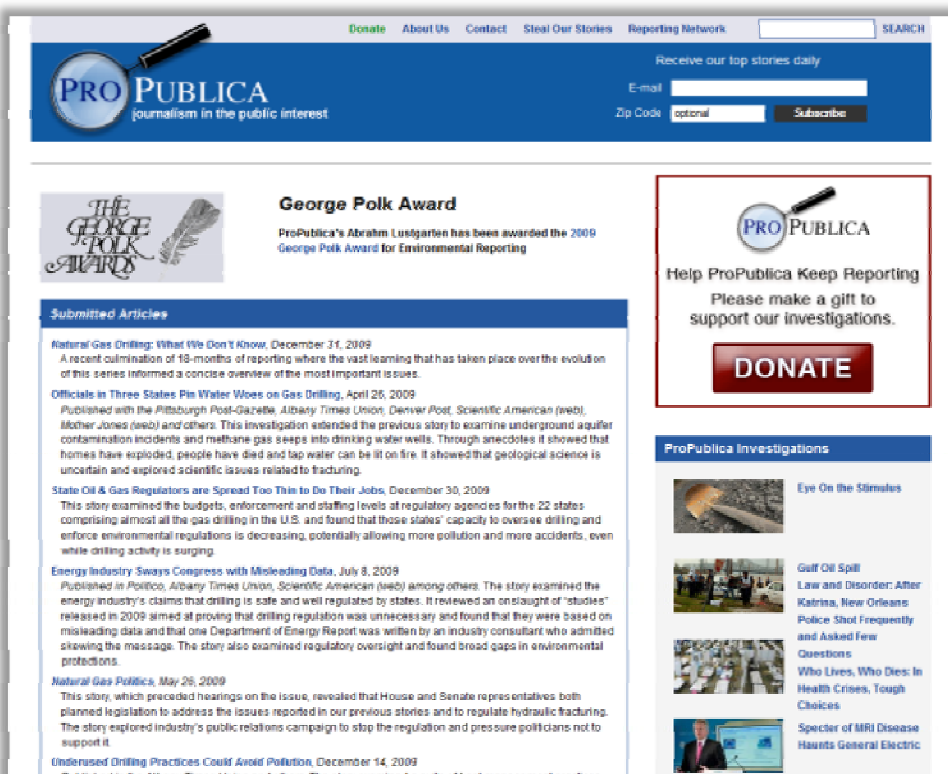 Donate About Us Contact Steal Our Stories Reporting Network SEARCH
PRO PUBLICA
journalism in the public interest
Receive our top stories daily
E-mail
Zip Code optional Subscribe
THE
GEORGE
POLK
AWARDS
George Polk Award
ProPublica's Abrahm Lustgarten has been awarded the 2009
George Polk Award for Environmental Reporting
Submitted Articles
Natural Gas Drilling: What We Don't Know, December 31, 2009
A recent culmination of 18-months of reporting where the vast learning that has taken place over the evolution
of this series informed a concise overview of the most important issues.
Officials in Three States Pin Water Woes on Gas Drilling, April 26, 2009
Published with the Pittsburgh Post-Gazette, Albany Times Union, Denver Post, Scientific American (web),
Mother Jones (web) and others. This investigation extended the previous story to examine underground aquifer
contamination incidents and methane gas seeps into drinking water wells. Through anecdotes it showed that
homes have exploded, people have died and tap water can be lit on fire. It showed that geological science is
uncertain and explored scientific issues related to fracturing.
State Oil & Gas Regulators are Spread Too Thin to Do Their Jobs, December 30, 2009
This story examined the budgets, enforcement and staffing levels at regulatory agencies for the 22 states
comprising almost all the gas drilling in the U.S. and found that those states' capacity to oversee drilling and
enforce environmental regulations is decreasing, potentially allowing more pollution and more accidents, even
while drilling activity is surging.
Energy Industry Sways Congress with Misleading Data, July 8, 2009
Published in Politico, Albany Times Union, Scientific American (web) among others. The story examined the
energy industry's claims that drilling is safe and well regulated by states. It reviewed an onslaught of "studies"
released in 2009 aimed at proving that drilling regulation was unnecessary and found that they were based on
misleading data and that one Department of Energy Report was written by an industry consultant who admitted
skewing the message. The story also examined regulatory oversight and found broad gaps in environmental
protections.
Natural Gas Politics, May 26, 2009
This story, which preceded hearings on the issue, revealed that House and Senate representatives both
planned legislation to address the issues reported in our previous stories and to regulate hydraulic fracturing.
The story explored industry's public relations campaign to stop the regulation and pressure politicians not to
support it.
Underused Drilling Practices Could Avoid Pollution, December 14, 2009
PRO PUBLICA
Help ProPublica Keep Reporting
Please make a gift to
support our investigations.
DONATE
ProPublica Investigations
Eye On the Stimulus
Gulf Oil Spill
Law and Disorder: After
Katrina, New Orleans
Police Shot Frequently
and Asked Few
Questions
Who Lives, Who Dies: In
Health Crises, Tough
Choices
Specter of MRI Disease
Haunts General Electric